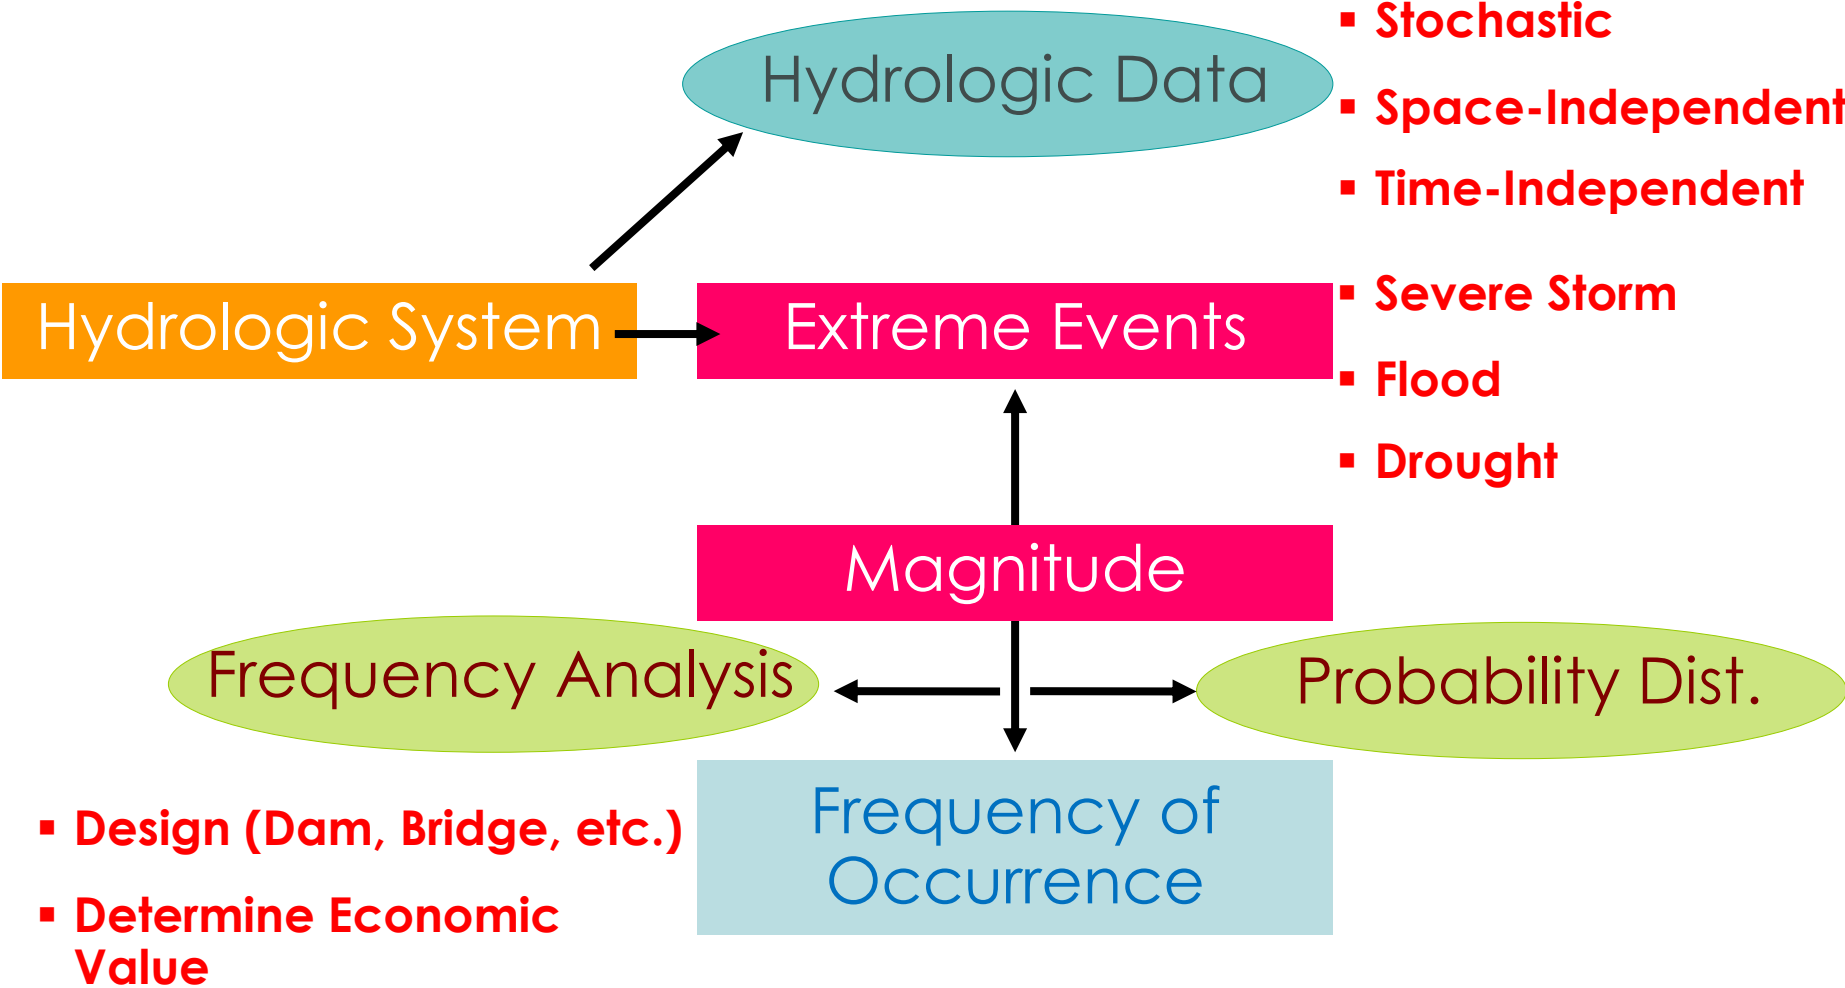 Hydrologic Data
▪ Stochastic
▪ Space-Independent
▪ Time-Independent
Hydrologic System
Extreme Events
▪ Severe Storm
▪ Flood
▪ Drought
Magnitude
Frequency Analysis
Probability Dist.
Frequency of
Occurrence
▪ Design (Dam, Bridge, etc.)
▪ Determine Economic
Value